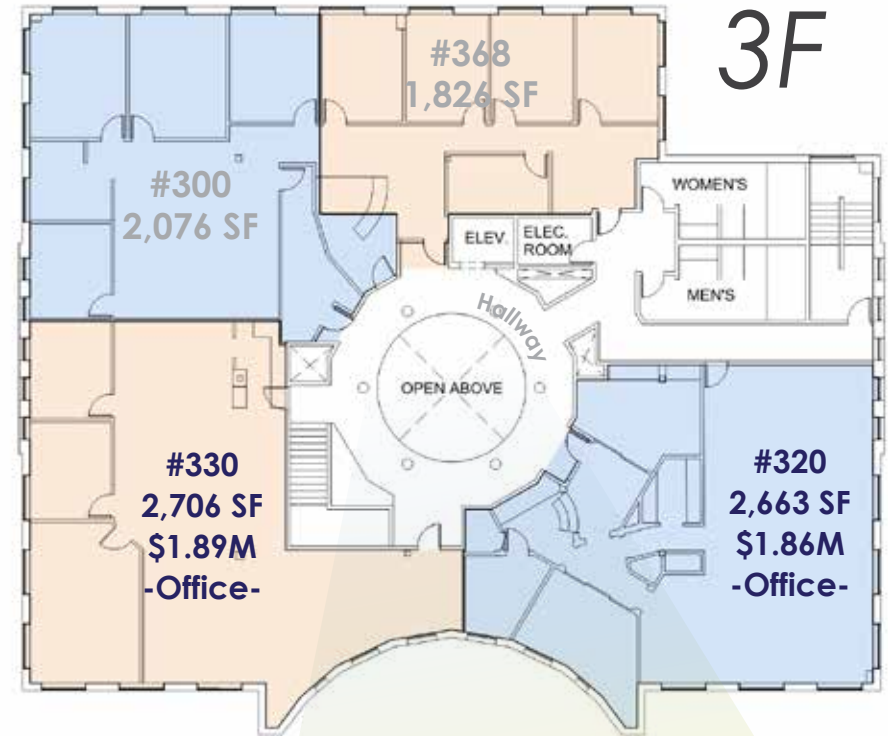 3F
#368
1,826 SF
#300
2,076 SF
WOMEN'S
ELEV.
ELEC.
ROOM
MEN'S
Hallway
OPEN ABOVE
#330
2,706 SF
$1.89M
-Office-
#320
2,663 SF
$1.86M
-Office-